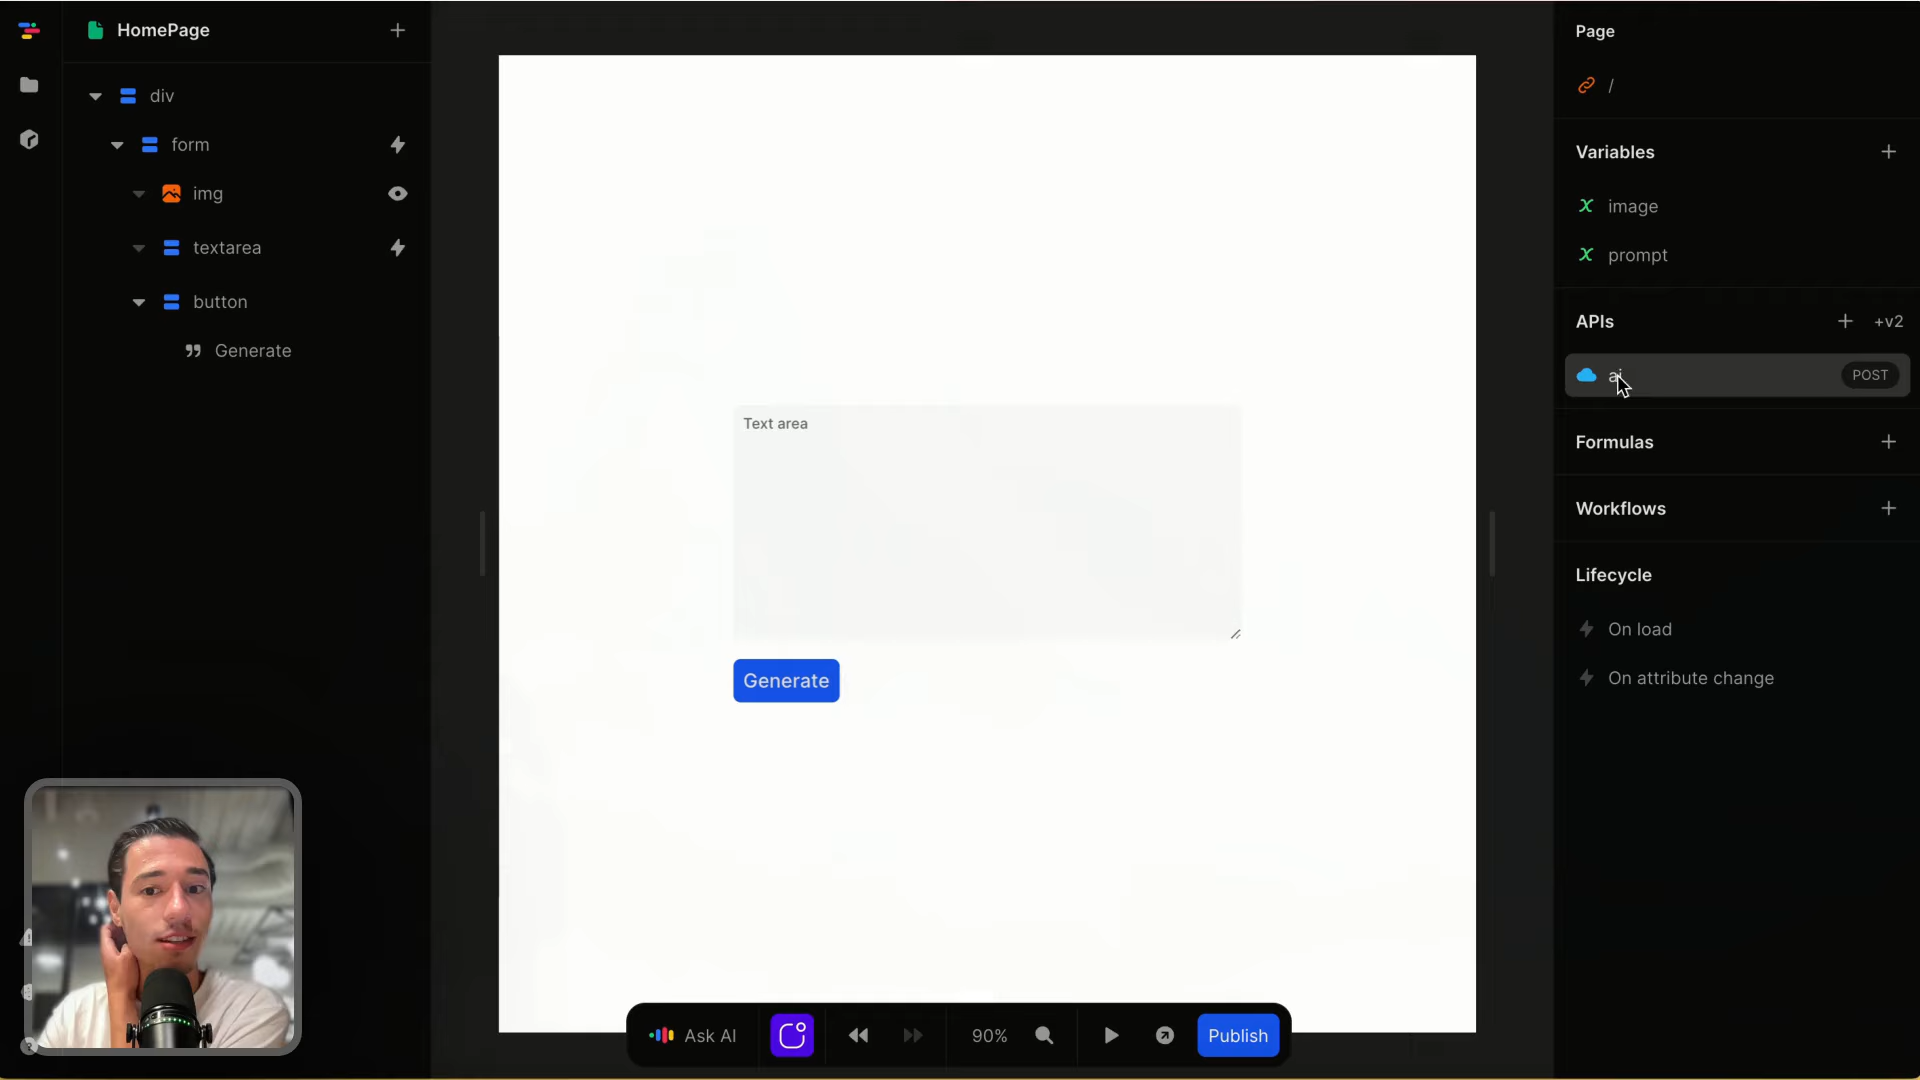 HomePage
div
form
img
textarea
button
Generate
Text area
Generate
Ask AI
90%
Publish
Page
/
Variables
image
prompt
APIs
+v2
ai
POST
Formulas
Workflows
Lifecycle
On load
On attribute change